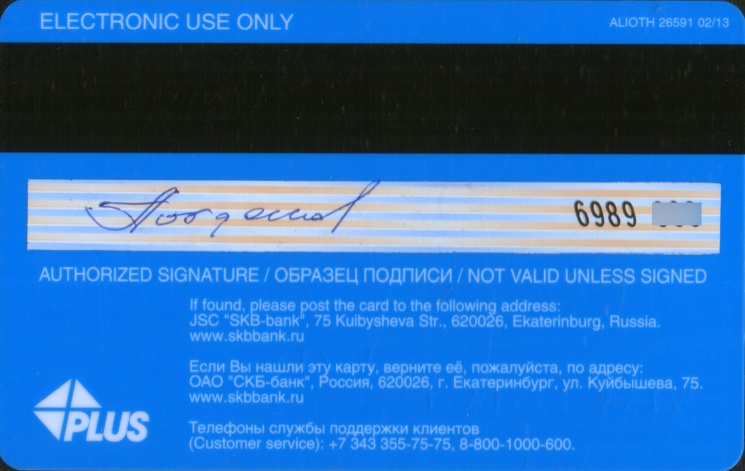 ELECTRONIC USE ONLY
ALIOTH 26591 02/13
6989
AUTHORIZED SIGNATURE / ОБРАЗЕЦ ПОДПИСИ / NOT VALID UNLESS SIGNED
If found, please post the card to the following address:
JSC "SKB-bank", 75 Kuibysheva Str., 620026, Ekaterinburg, Russia.
www.skbbank.ru
Если Вы нашли эту карту, верните её, пожалуйста, по адресу:
ОАО "СКБ-банк", Россия, 620026, г. Екатеринбург, ул. Куйбышева, 75.
www.skbbank.ru
PLUS
Телефоны службы поддержки клиентов
(Customer service): +7 343 355-75-75, 8-800-1000-600.